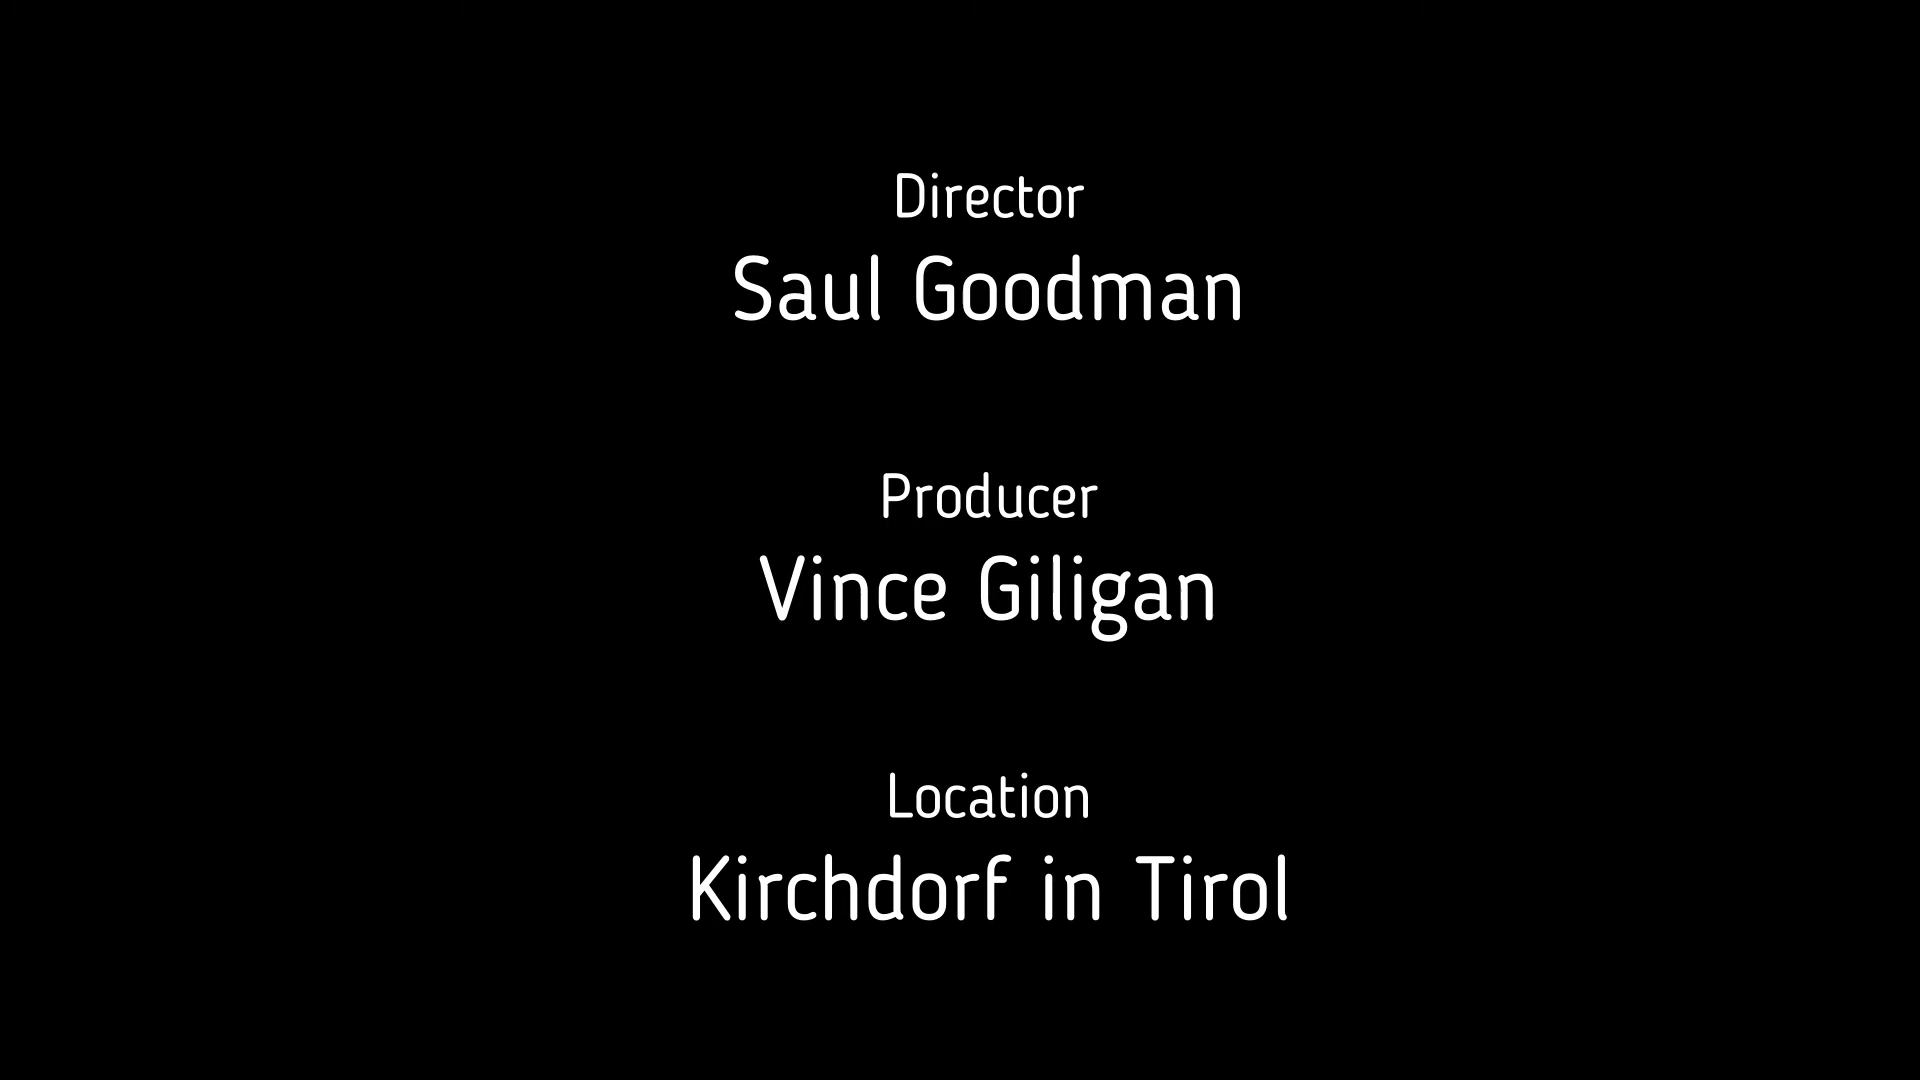 Director
Saul Goodman
Producer
Vince Giligan
Location
Kirchdorf in Tirol